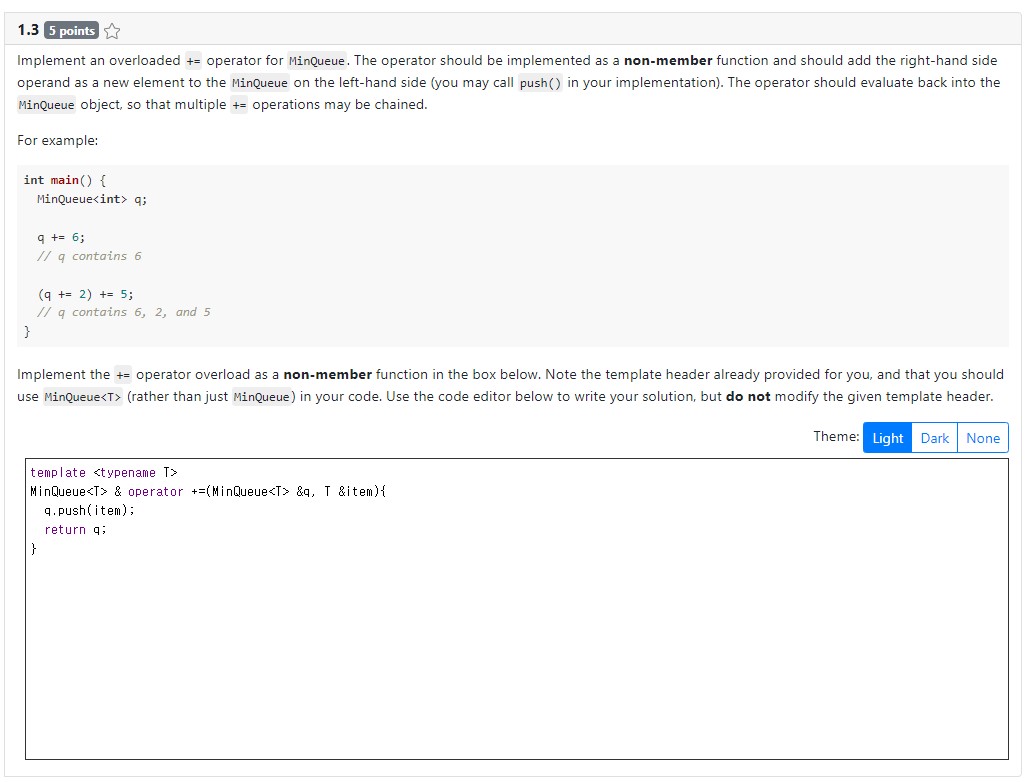 1.3 5 points
Implement an overloaded += operator for MinQueue. The operator should be implemented as a non-member function and should add the right-hand side
operand as a new element to the MinQueue on the left-hand side (you may call push() in your implementation). The operator should evaluate back into the
MinQueue object, so that multiple += operations may be chained.
For example:
int main() {
  MinQueue<int> q;
  q += 6;
  // q contains 6
  (q += 2) += 5;
  // q contains 6, 2, and 5
}
Implement the += operator overload as a non-member function in the box below. Note the template header already provided for you, and that you should
use MinQueue<T> (rather than just MinQueue) in your code. Use the code editor below to write your solution, but do not modify the given template header.
Theme: Light Dark None
template <typename T>
MinQueue<T> & operator +=(MinQueue<T> &q, T &item){
  q.push(item);
  return q;
}